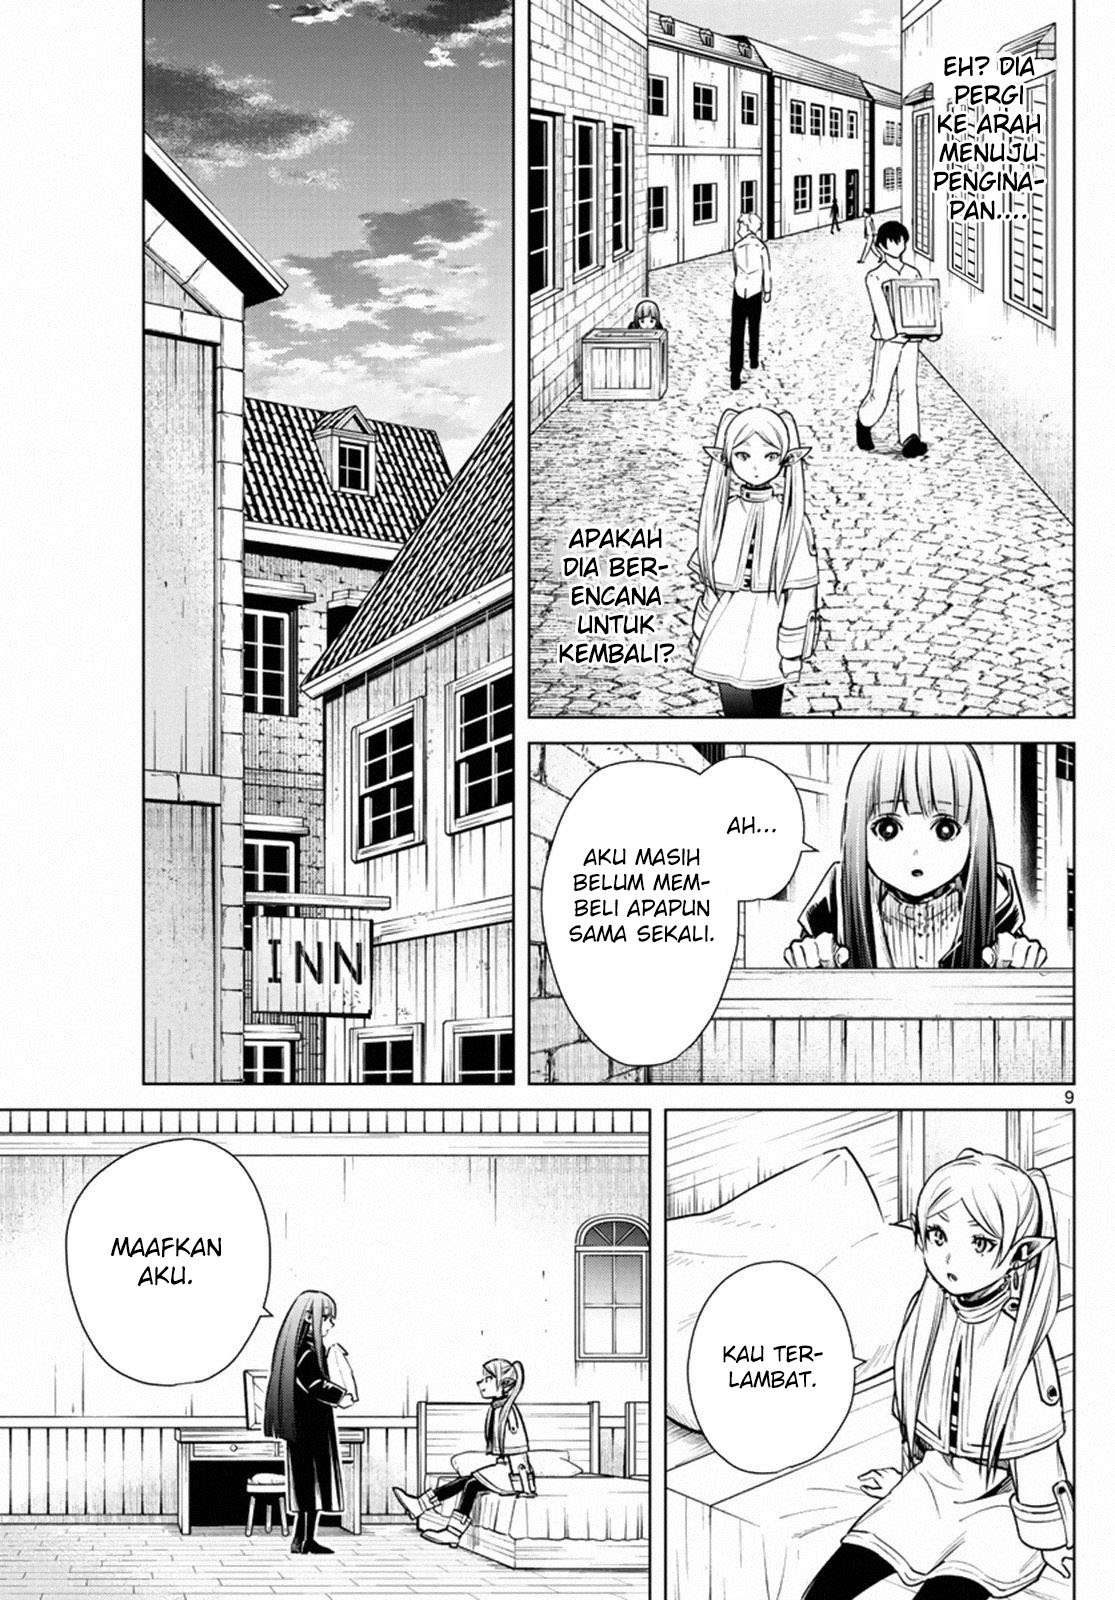 EH? DIA
PERGI
KE ARAH
MENUJU
PENGINA-
PAN....
APAKAH
DIA BER-
ENCANA
UNTUK
KEMBALI?
AH...
AKU MASIH
BELUM MEM-
BELI APAPUN
SAMA SEKALI.
INN
9
KAU TER-
LAMBAT.
MAAFKAN
AKU.